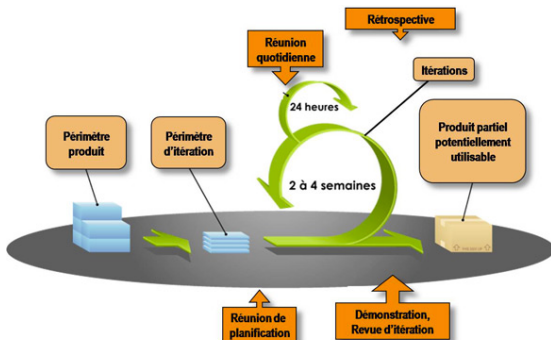 Rétrospective
Réunion
quotidienne
Itérations
24 heures
Périmètre
produit
Périmètre
d'itération
Produit partiel
potentiellement
utilisable
2 à 4 semaines
Réunion de
planification
Démonstration,
Revue d'itération